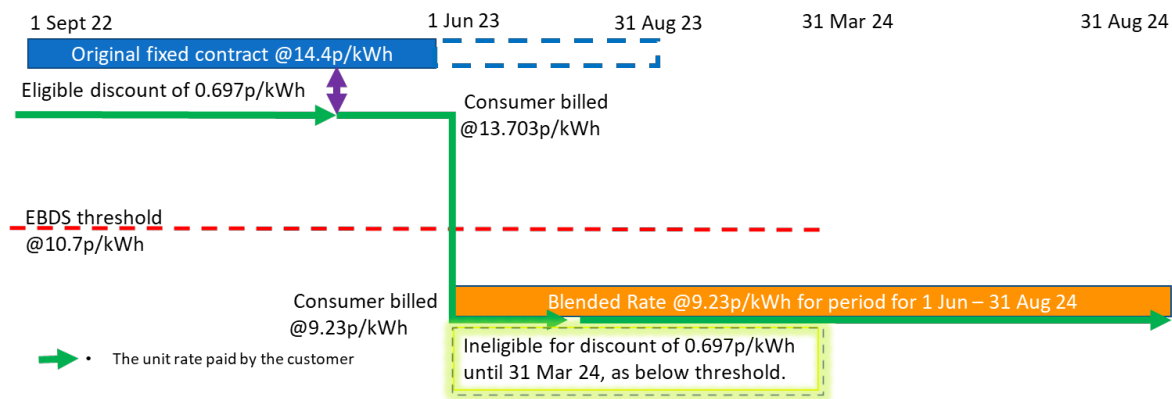 1 Sept 22
1 Jun 23
31 Aug 23
31 Mar 24
31 Aug 24
Original fixed contract @14.4p/kWh
Eligible discount of 0.697p/kWh
Consumer billed
@13.703p/kWh
EBDS threshold
@10.7p/kWh
Consumer billed
@9.23p/kWh
Blended Rate @9.23p/kWh for period for 1 Jun – 31 Aug 24
Ineligible for discount of 0.697p/kWh
until 31 Mar 24, as below threshold.
• The unit rate paid by the customer